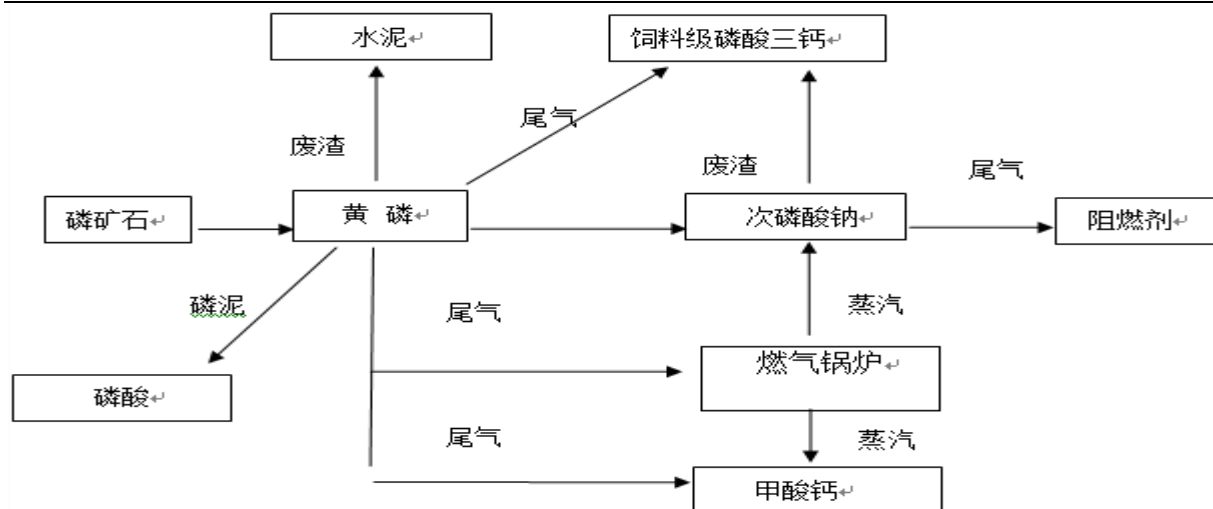 水泥↵
饲料级磷酸三钙↵
尾气
废渣
废渣
尾气
磷矿石↵
黄 磷↵
次磷酸钠↵
阻燃剂↵
磷泥
尾气
蒸汽
燃气锅炉↵
磷酸↵
尾气
蒸汽
甲酸钙↵